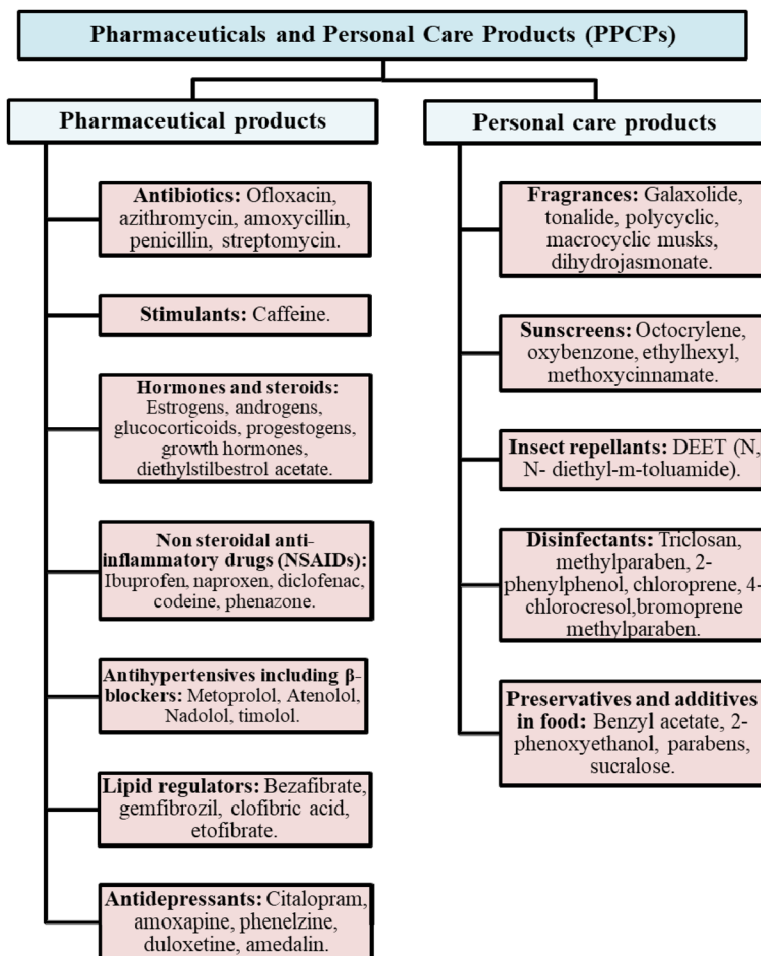 Pharmaceuticals and Personal Care Products (PPCPs)
Pharmaceutical products
Antibiotics: Ofloxacin,
azithromycin, amoxycillin,
penicillin, streptomycin.
Stimulants: Caffeine.
Hormones and steroids:
Estrogens, androgens,
glucocorticoids, progestogens,
growth hormones,
diethylstilbestrol acetate.
Non steroidal anti-
inflammatory drugs (NSAIDs):
Ibuprofen, naproxen, diclofenac,
codeine, phenazone.
Antihypertensives including β-
blockers: Metoprolol, Atenolol,
Nadolol, timolol.
Lipid regulators: Bezafibrate,
gemfibrozil, clofibric acid,
etofibrate.
Antidepressants: Citalopram,
amoxapine, phenelzine,
duloxetine, amedalin.
Personal care products
Fragrances: Galaxolide,
tonalide, polycyclic,
macrocyclic musks,
dihydrojasmonate.
Sunscreens: Octocrylene,
oxybenzone, ethylhexyl,
methoxycinnamate.
Insect repellants: DEET (N,
N- diethyl-m-toluamide).
Disinfectants: Triclosan,
methylparaben, 2-
phenylphenol, chloroprene, 4-
chlorocresol,bromoprene
methylparaben.
Preservatives and additives
in food: Benzyl acetate, 2-
phenoxyethanol, parabens,
sucralose.